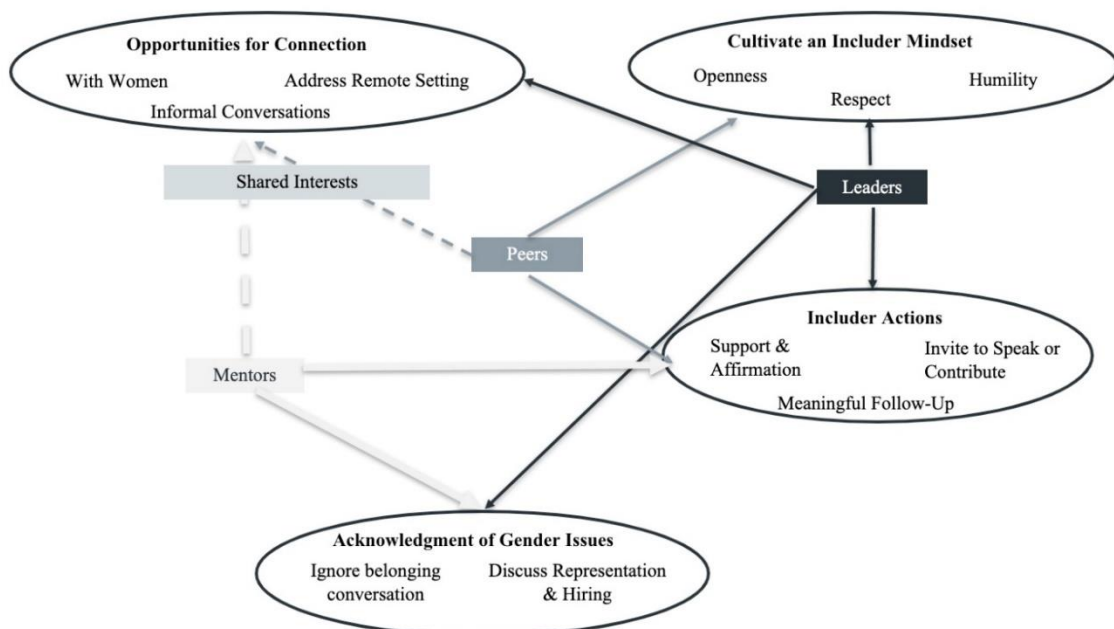 Opportunities for Connection
With Women
Address Remote Setting
Informal Conversations
Cultivate an Includer Mindset
Openness
Humility
Respect
Shared Interests
Leaders
Peers
Mentors
Includer Actions
Support &
Affirmation
Invite to Speak or
Contribute
Meaningful Follow-Up
Acknowledgment of Gender Issues
Ignore belonging
conversation
Discuss Representation
& Hiring